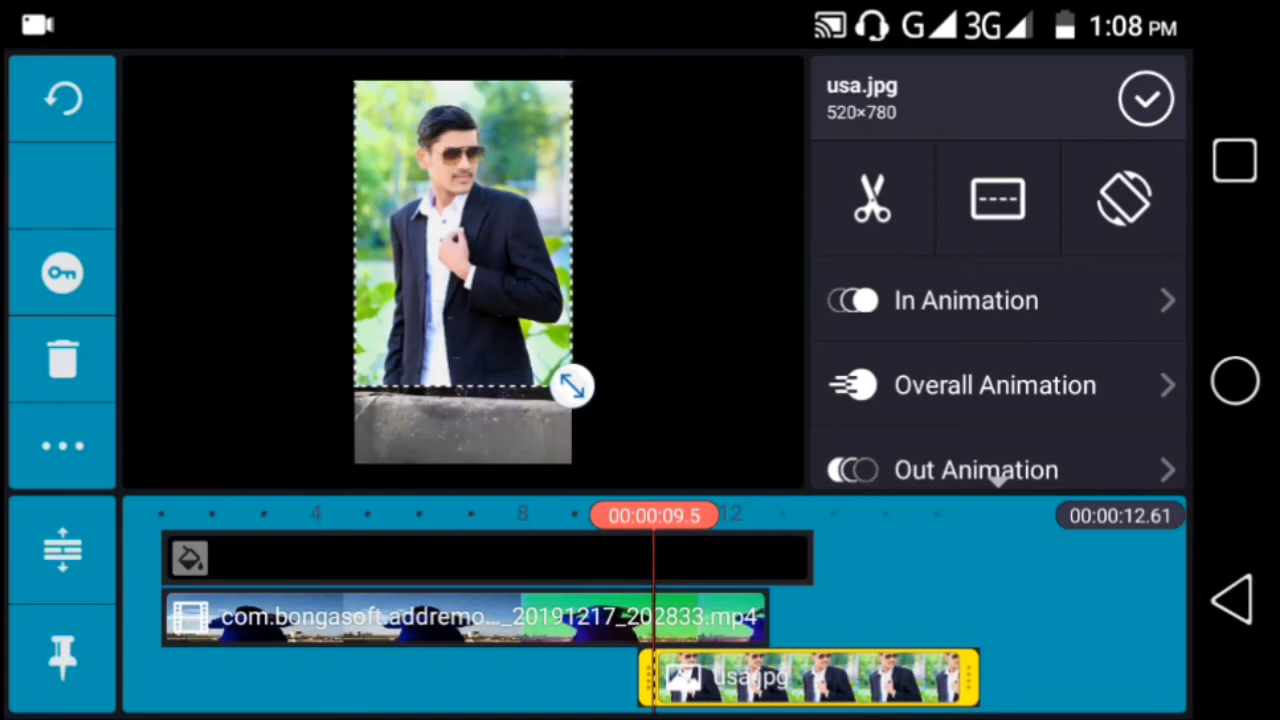 G 3G 1:08 PM
usa.jpg
520×780
In Animation
Overall Animation
Out Animation
4 8 00:00:09.5 12 00:00:12.61
com.bongasoft.addremo..._20191217_202833.mp4
usa.jpg